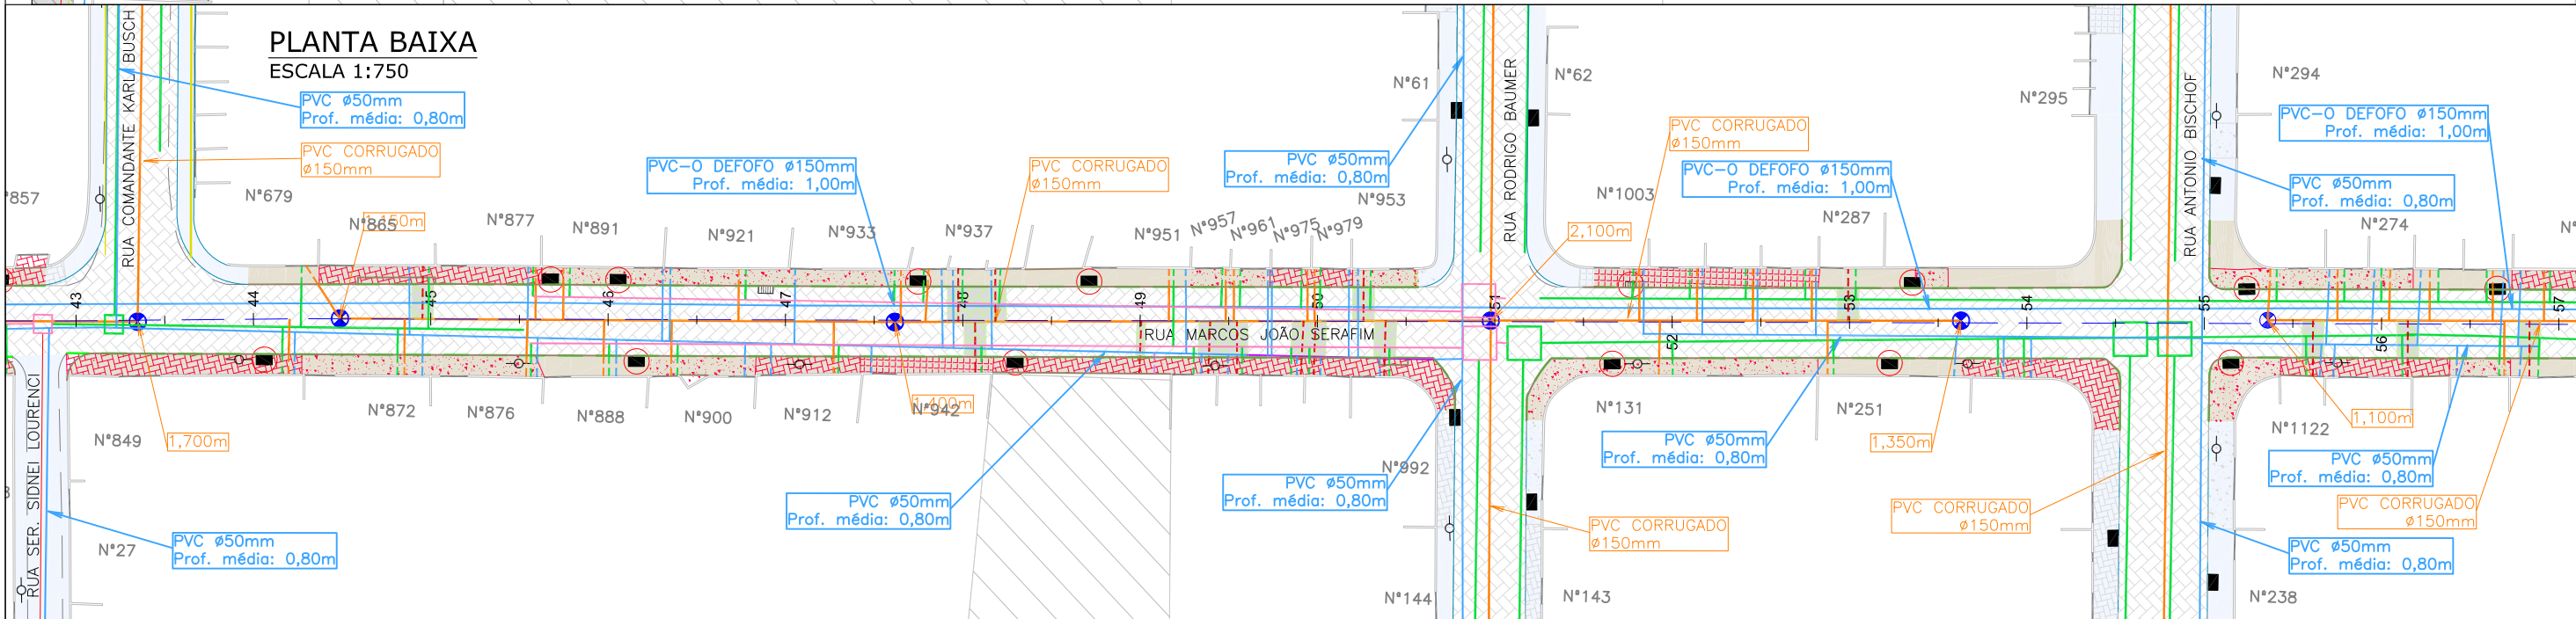 PLANTA BAIXA
ESCALA 1:750
RUA COMANDANTE KARL BUSCH
PVC ø50mm
Prof. média: 0,80m
PVC CORRUGADO
ø150mm
N°679
1,150m
N°865
N°877
N°891
N°921
N°933
PVC-O DEFOFO ø150mm
Prof. média: 1,00m
N°937
PVC CORRUGADO
ø150mm
N°951
N°957
N°961
N°975
N°979
N°953
PVC ø50mm
Prof. média: 0,80m
N°61
RUA RODRIGO BAUMER
N°62
PVC CORRUGADO
ø150mm
PVC-O DEFOFO ø150mm
Prof. média: 1,00m
N°1003
2,100m
N°287
N°295
RUA ANTONIO BISCHOF
N°294
PVC-O DEFOFO ø150mm
Prof. média: 1,00m
PVC ø50mm
Prof. média: 0,80m
N°274
43
44
45
46
47
48
49
50
51
52
53
54
55
56
57
RUA MARCOS JOÃO SERAFIM
RUA SER. SIDNEI LOURENCI
N°849
1,700m
N°27
PVC ø50mm
Prof. média: 0,80m
N°872
N°876
N°888
N°900
N°912
1,400m
N°942
PVC ø50mm
Prof. média: 0,80m
N°992
PVC ø50mm
Prof. média: 0,80m
N°144
N°131
PVC ø50mm
Prof. média: 0,80m
N°251
1,350m
PVC CORRUGADO
ø150mm
N°143
PVC CORRUGADO
ø150mm
1,100m
N°1122
PVC ø50mm
Prof. média: 0,80m
PVC CORRUGADO
ø150mm
PVC ø50mm
Prof. média: 0,80m
N°238